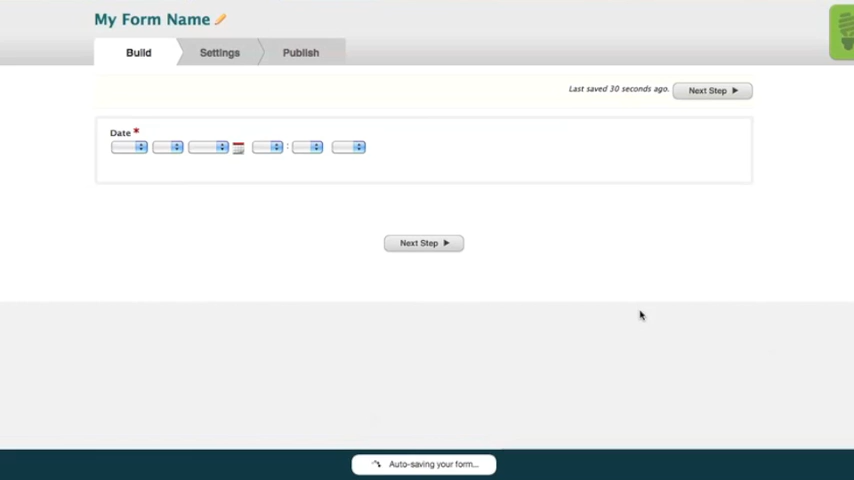 My Form Name
Build
Settings
Publish
Last saved 30 seconds ago.
Next Step
Date *
:
Next Step
Auto-saving your form...